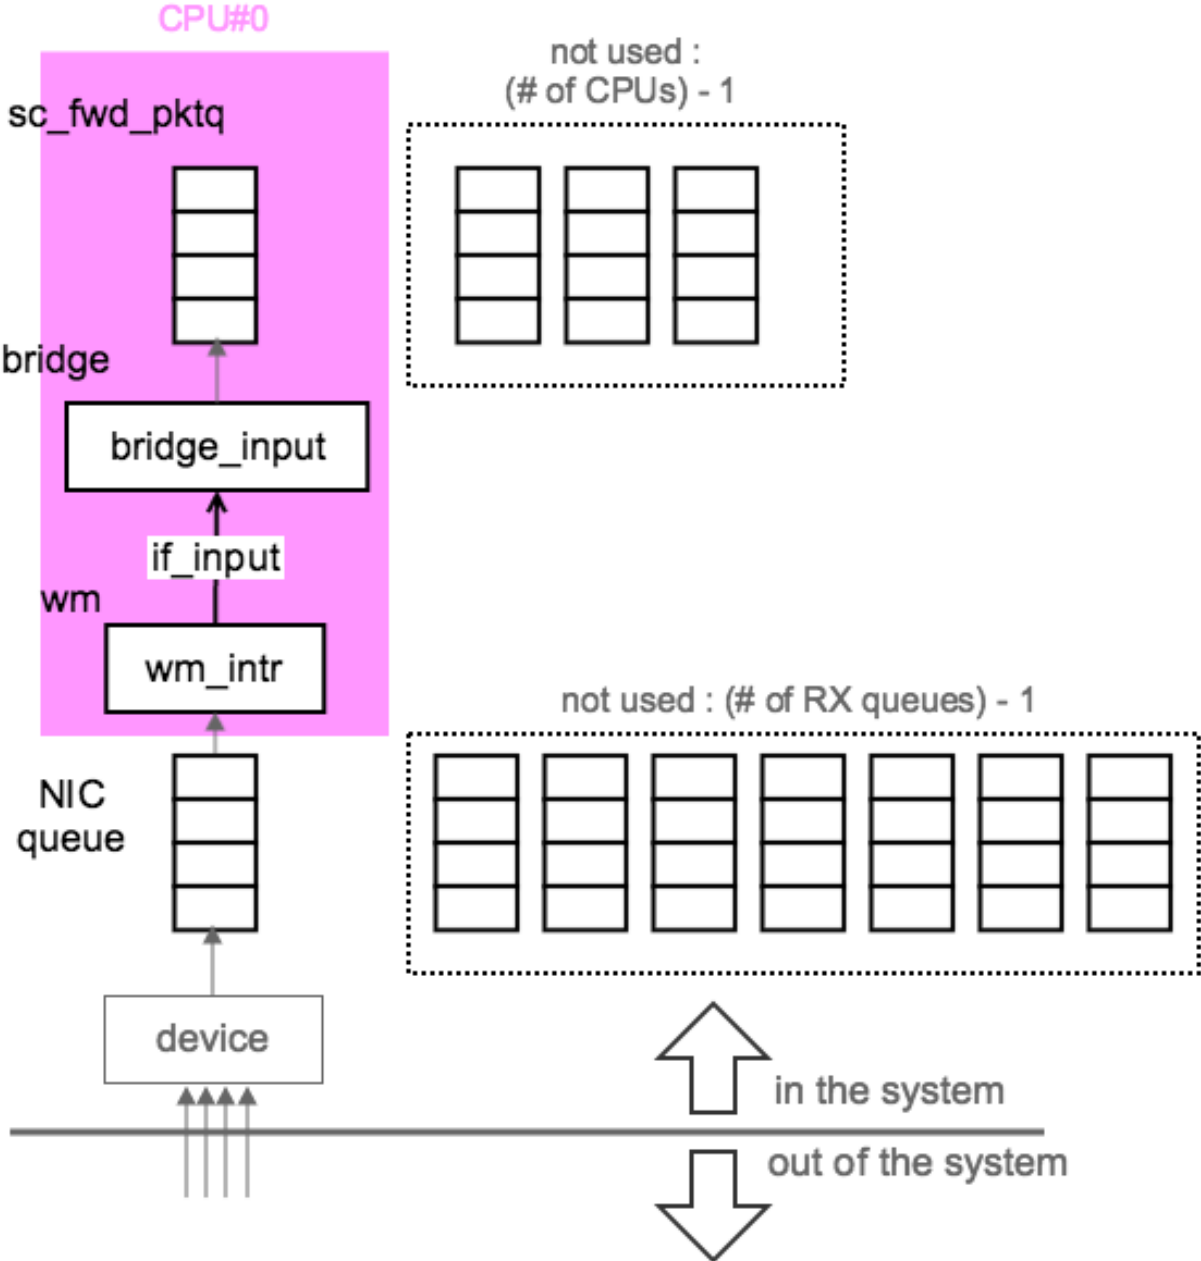 CPU#0
not used :
(# of CPUs) - 1
sc_fwd_pktq
bridge
bridge_input
if_input
wm
wm_intr
not used : (# of RX queues) - 1
NIC
queue
device
in the system
out of the system